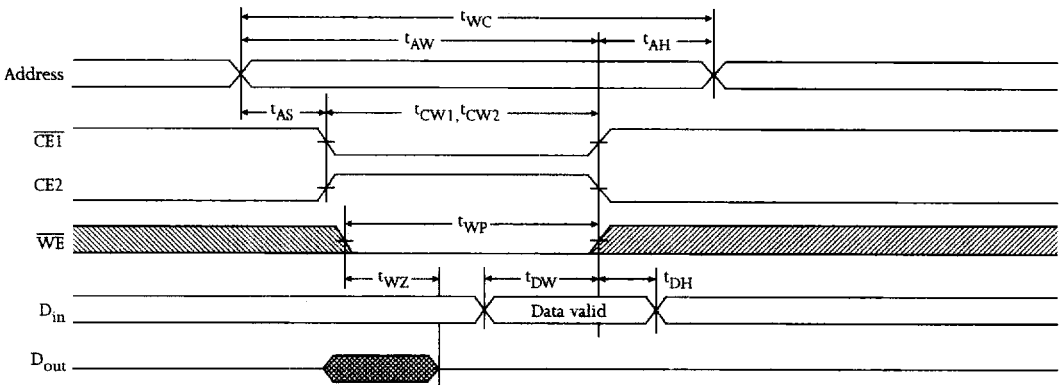 tWC
tAW
tAH
Address
tAS
tCW1, tCW2
CE1
CE2
tWP
WE
tWZ
tDW
tDH
Din
Data valid
Dout